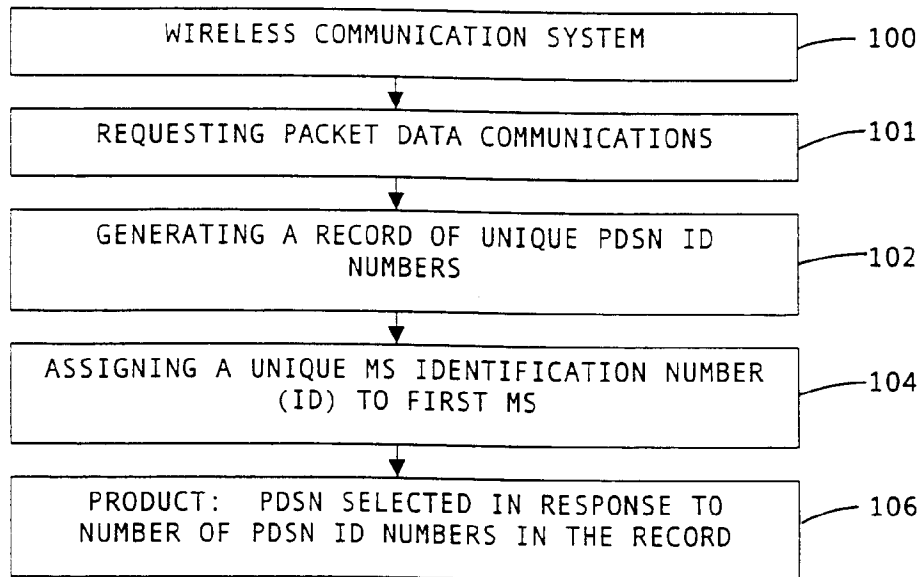 WIRELESS COMMUNICATION SYSTEM
100
REQUESTING PACKET DATA COMMUNICATIONS
101
GENERATING A RECORD OF UNIQUE PDSN ID
NUMBERS
102
ASSIGNING A UNIQUE MS IDENTIFICATION NUMBER
(ID) TO FIRST MS
104
PRODUCT: PDSN SELECTED IN RESPONSE TO
NUMBER OF PDSN ID NUMBERS IN THE RECORD
106